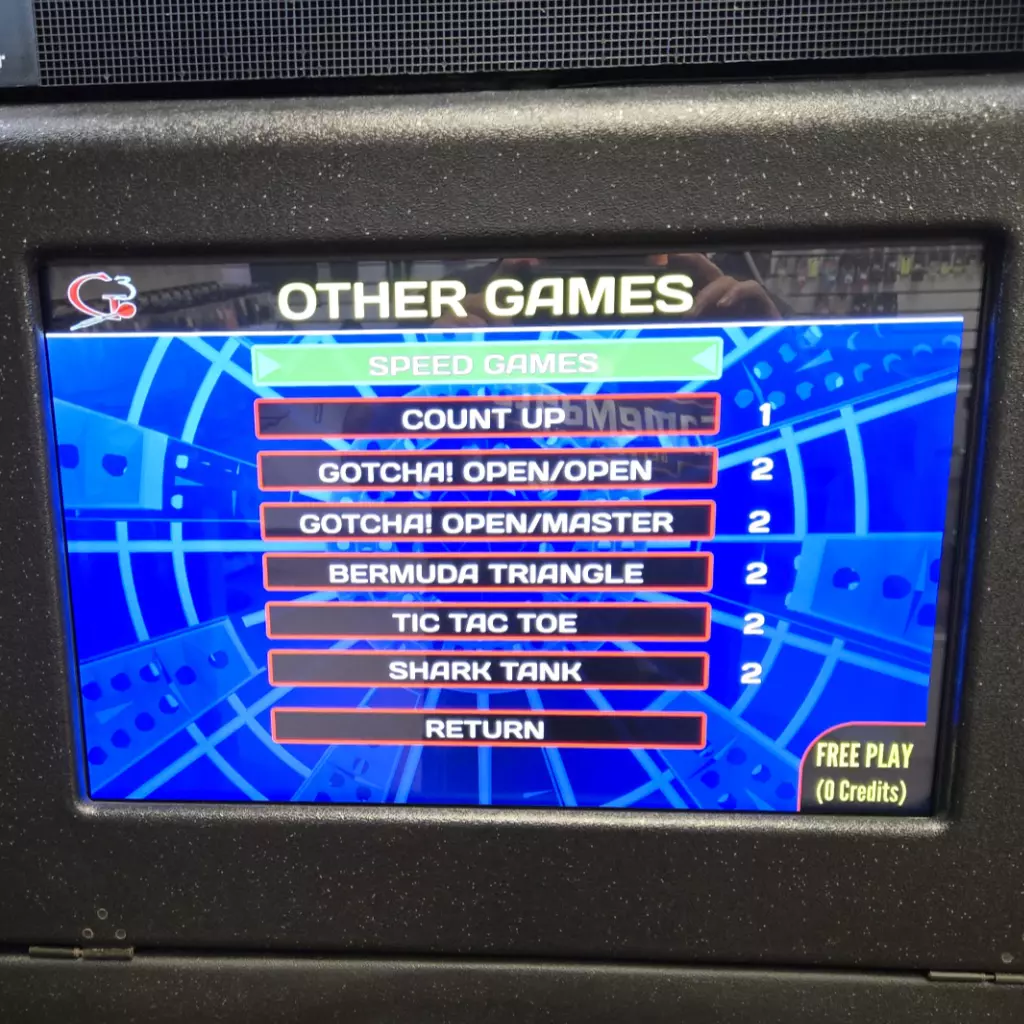 OTHER GAMES
SPEED GAMES
COUNT UP 1
GOTCHA! OPEN/OPEN 2
GOTCHA! OPEN/MASTER 2
BERMUDA TRIANGLE 2
TIC TAC TOE 2
SHARK TANK 2
RETURN
FREE PLAY
(0 Credits)